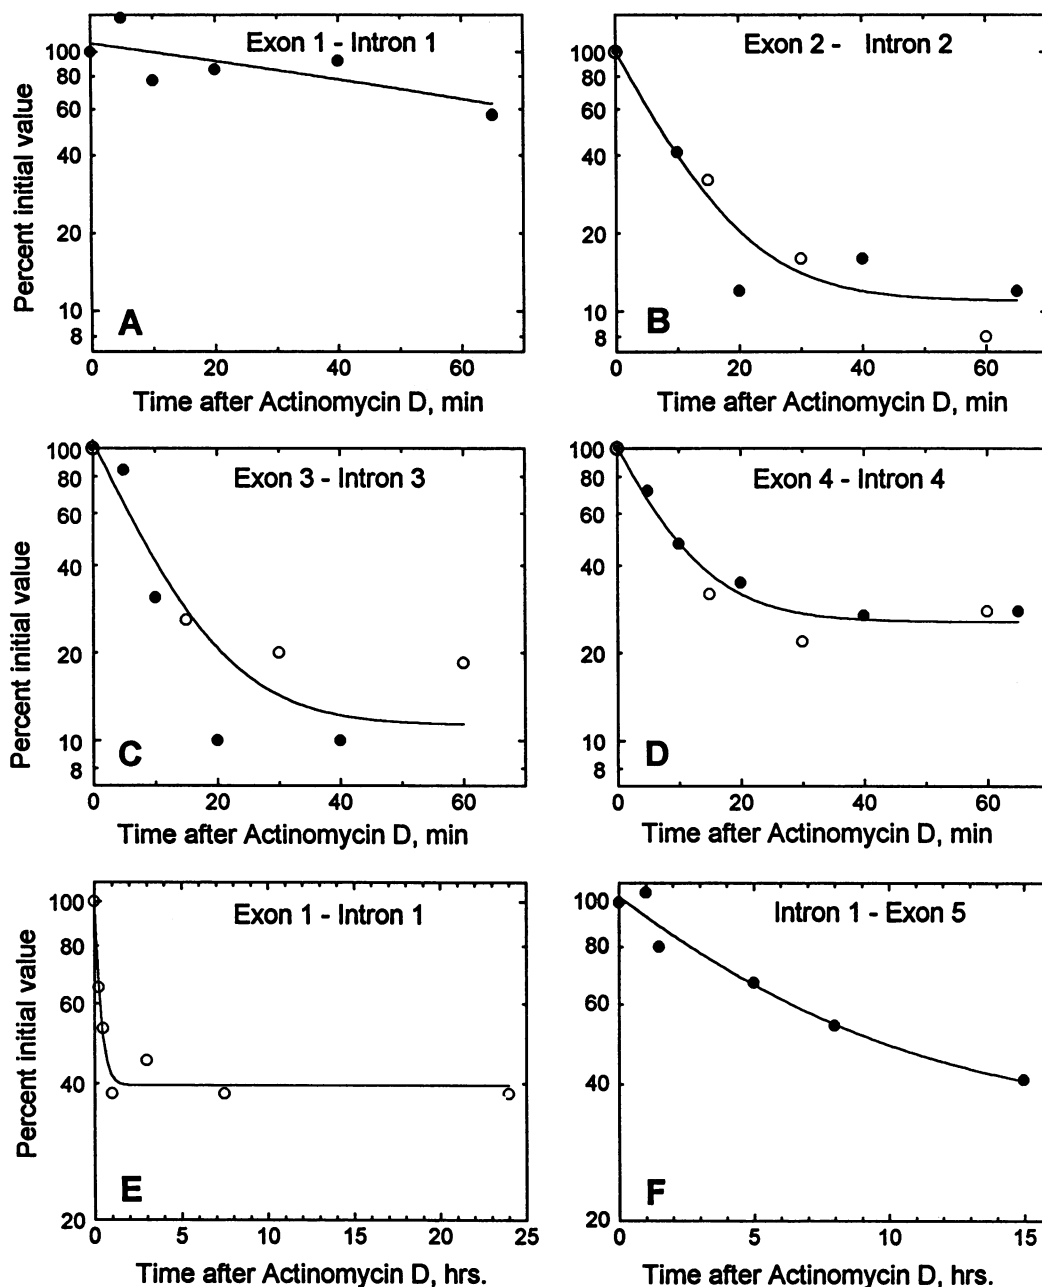 Exon 1 - Intron 1
Percent initial value
100
80
60
40
20
10
8
A
0 20 40 60
Time after Actinomycin D, min
Exon 2 - Intron 2
100
80
60
40
20
10
8
B
0 20 40 60
Time after Actinomycin D, min
Exon 3 - Intron 3
Percent initial value
100
80
60
40
20
10
8
C
0 20 40 60
Time after Actinomycin D, min
Exon 4 - Intron 4
100
80
60
40
20
10
8
D
0 20 40 60
Time after Actinomycin D, min
Exon 1 - Intron 1
Percent initial value
100
80
60
40
20
E
0 5 10 15 20 25
Time after Actinomycin D, hrs.
Intron 1 - Exon 5
100
80
60
40
20
F
0 5 10 15
Time after Actinomycin D, hrs.